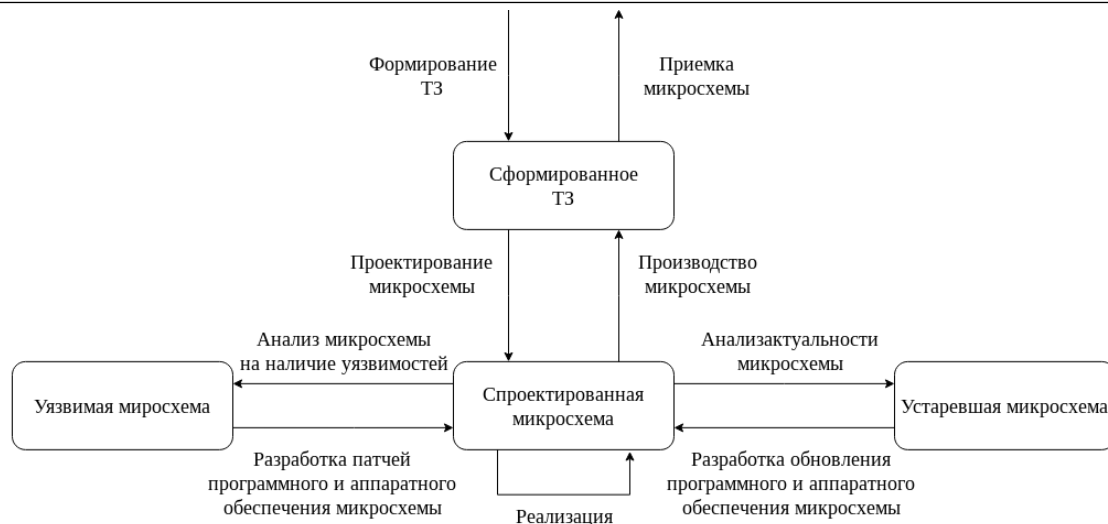 Формирование
ТЗ
Приемка
микросхемы
Сформированное
ТЗ
Проектирование
микросхемы
Производство
микросхемы
Анализ микросхемы
на наличие уязвимостей
Анализактуальности
микросхемы
Уязвимая миросхема
Спроектированная
микросхема
Устаревшая микросхема
Разработка патчей
программного и аппаратного
обеспечения микросхемы
Разработка обновления
программного и аппаратного
обеспечения микросхемы
Реализация